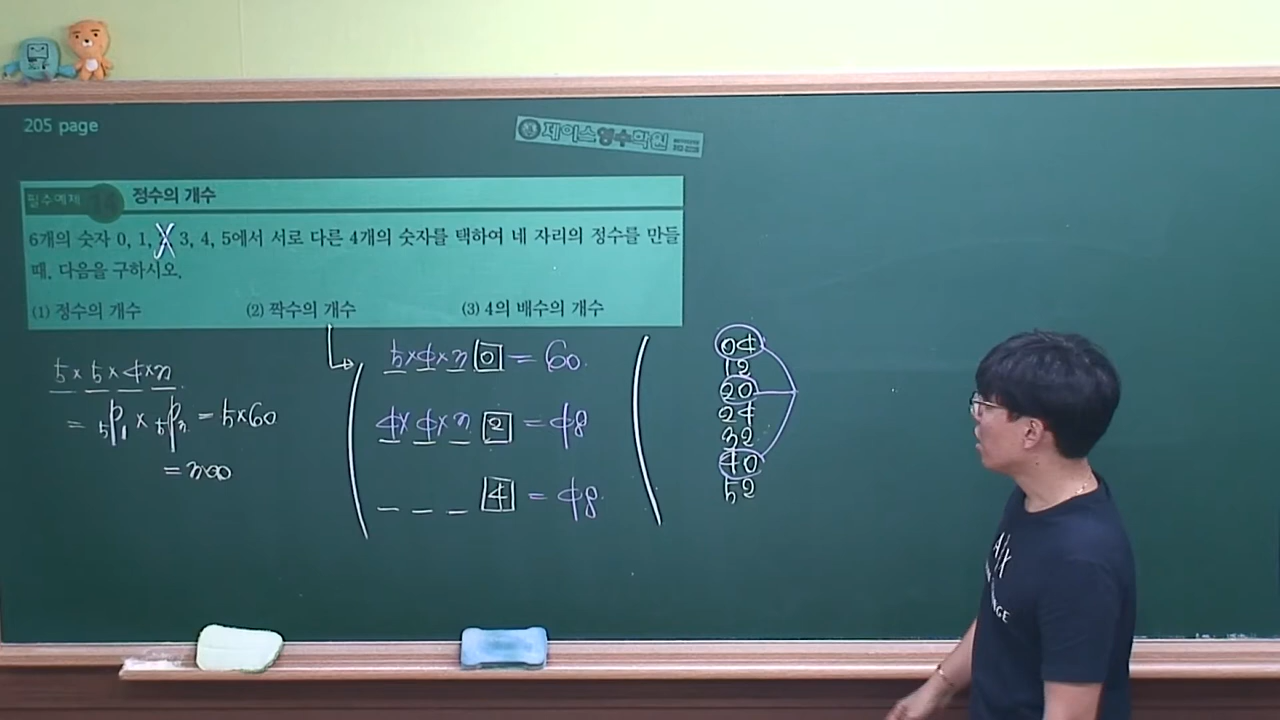 205 page
제이스영수학원
필수예제 14 정수의 개수
6개의 숫자 0, 1, 2, 3, 4, 5에서 서로 다른 4개의 숫자를 택하여 네 자리의 정수를 만들
때, 다음을 구하시오.
(1) 정수의 개수 (2) 짝수의 개수 (3) 4의 배수의 개수
5×5×4×3
= ₅P₁ × ₅P₃ = 5×60
= 300
5×4×3 0 = 60
4×4×3 2 = 48
4 = 48
04
12
20
24
32
40
52